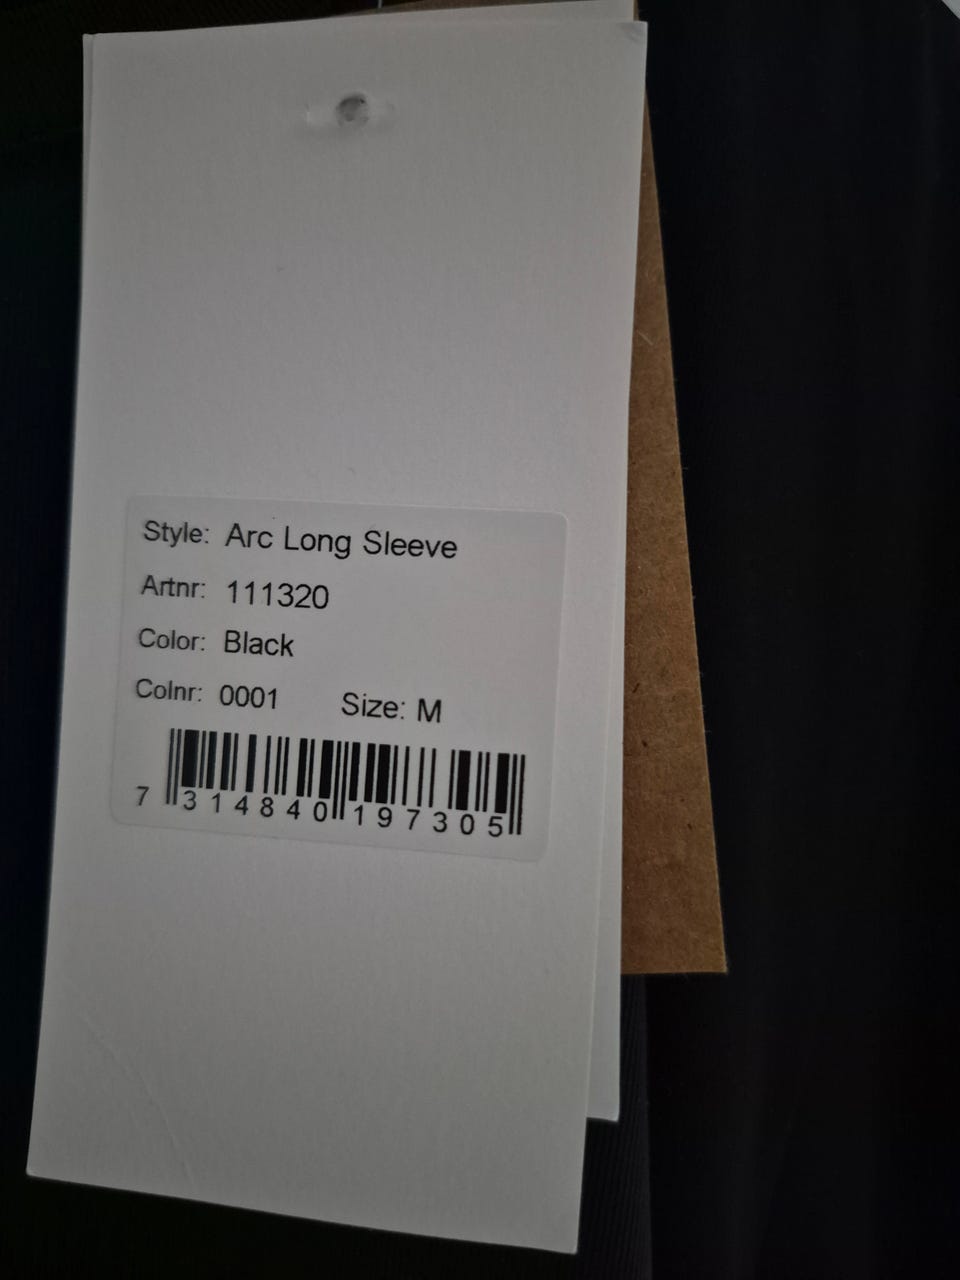 Style: Arc Long Sleeve
Artnr: 111320
Color: Black
Colnr: 0001 Size: M
7 314840 197305